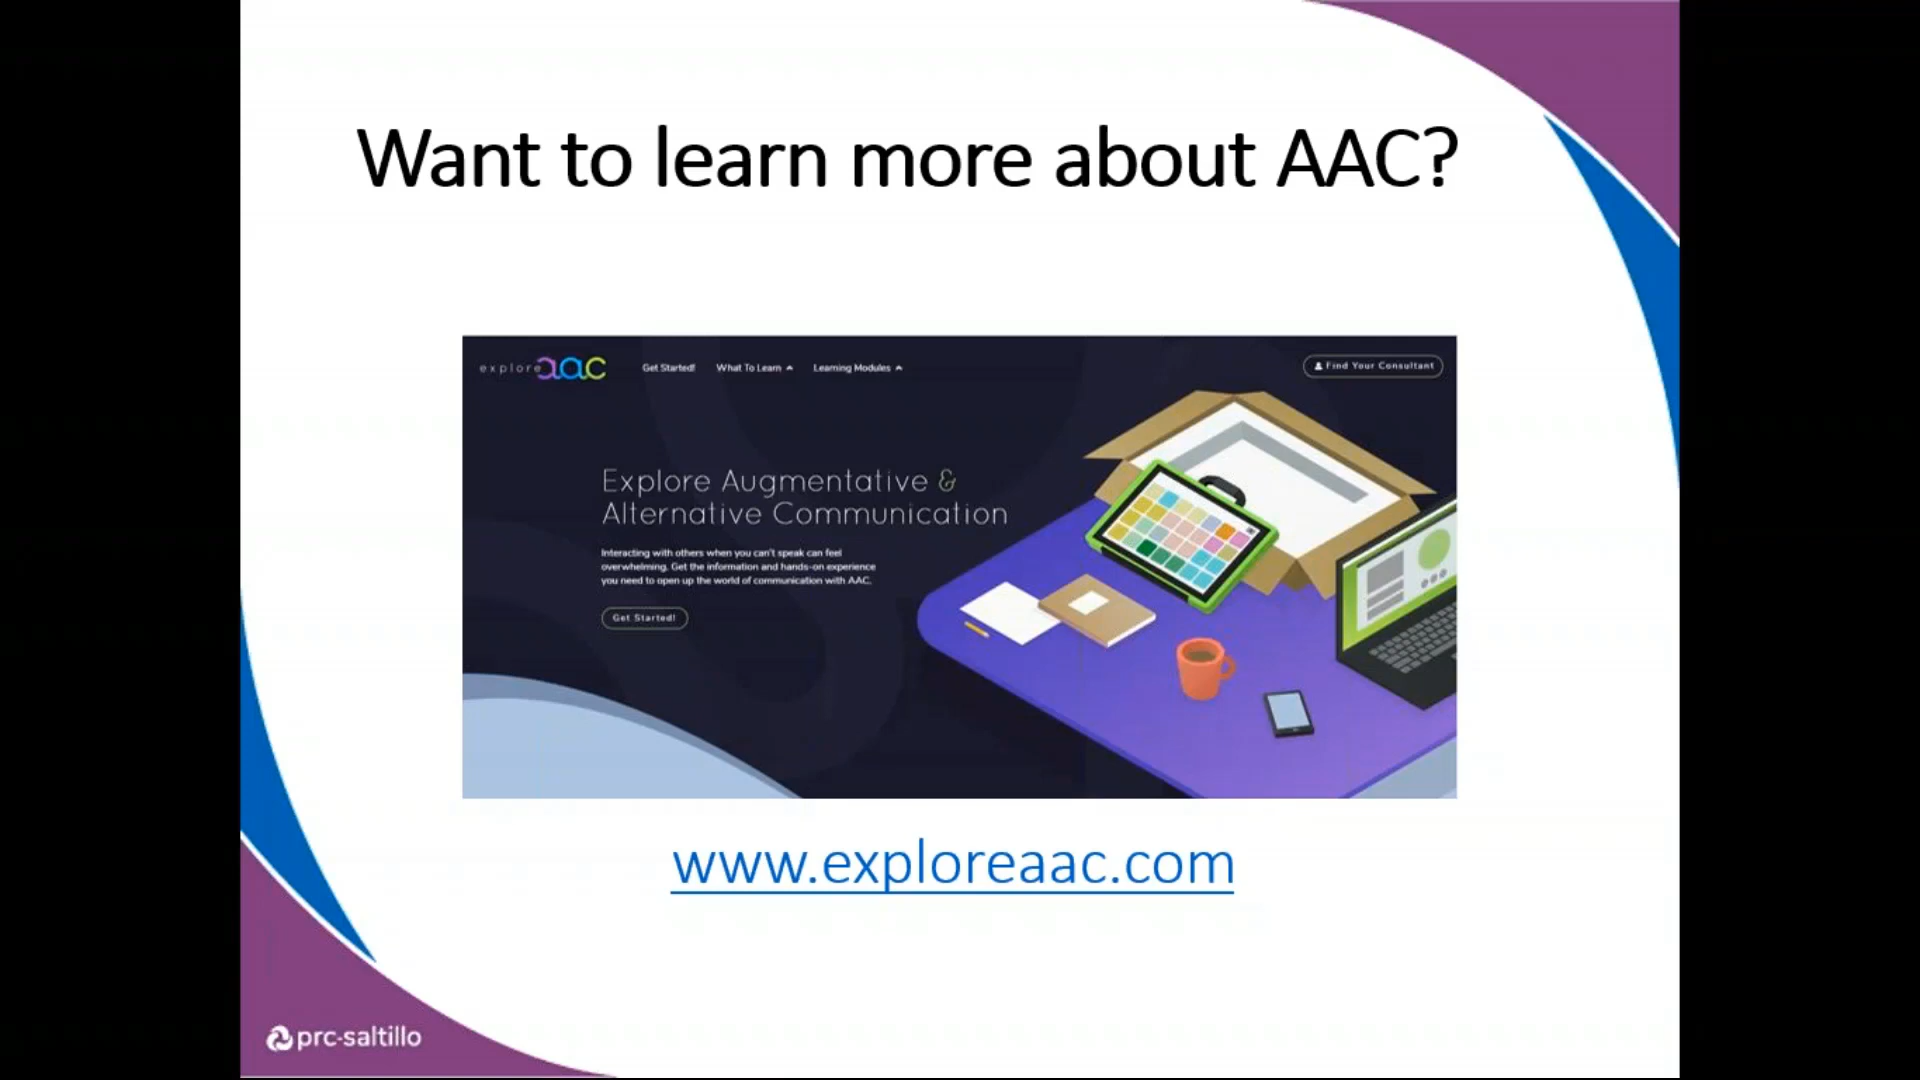 Want to learn more about AAC?
exploreaac
Get Started!
What To Learn
Learning Modules
Find Your Consultant
Explore Augmentative &
Alternative Communication
Interacting with others when you can't speak can feel
overwhelming. Get the information and hands-on experience
you need to open up the world of communication with AAC.
Get Started!
www.exploreaac.com
prc-saltillo